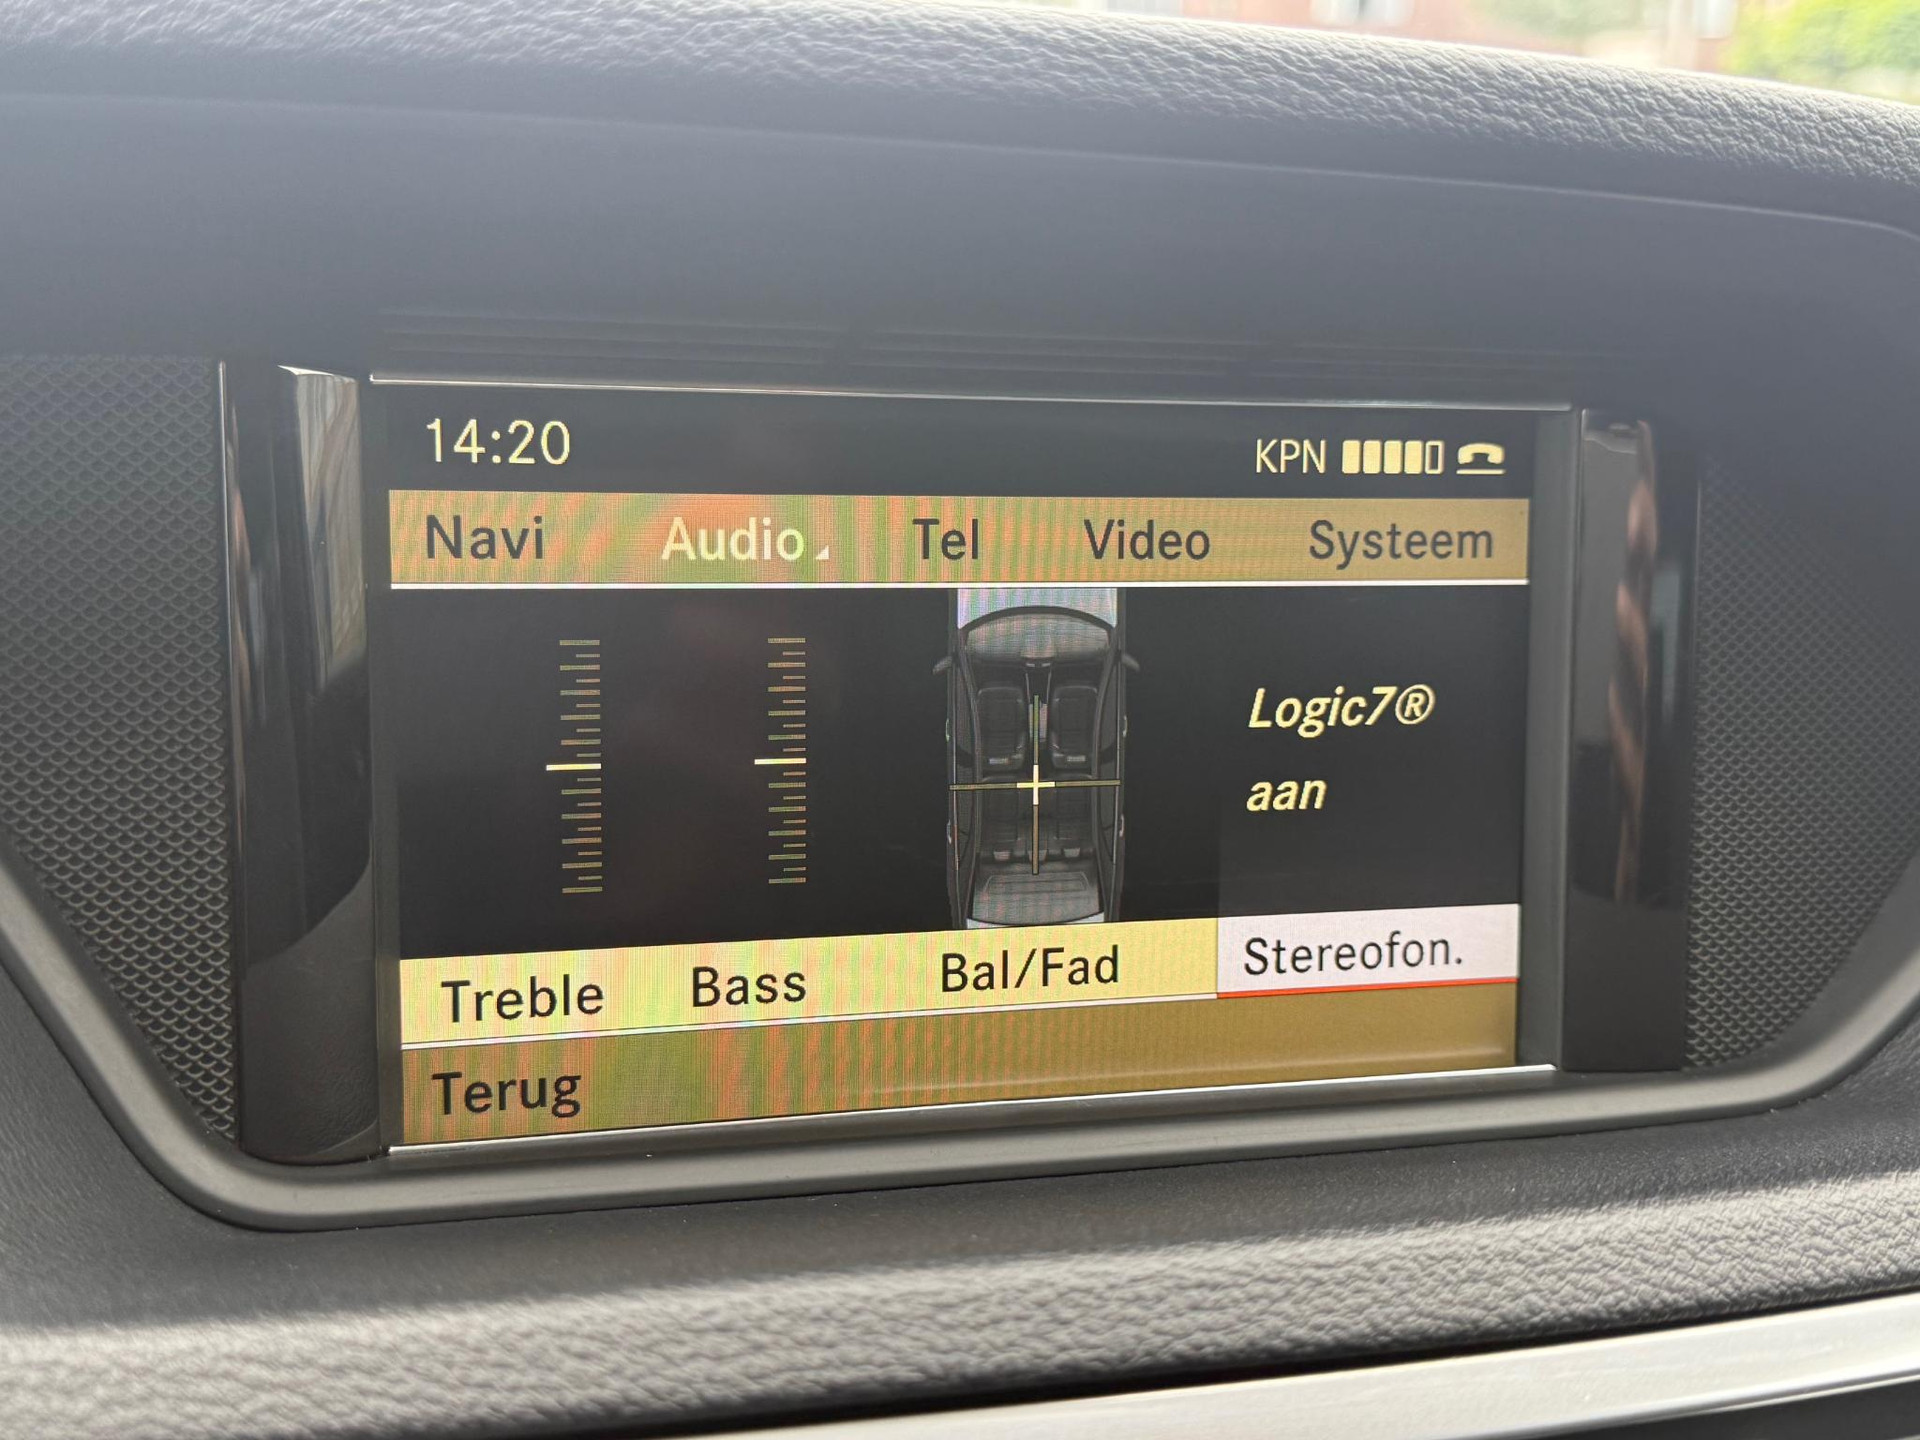 14:20 KPN
Navi Audio Tel Video Systeem
Logic7®
aan
Treble Bass Bal/Fad Stereofon.
Terug